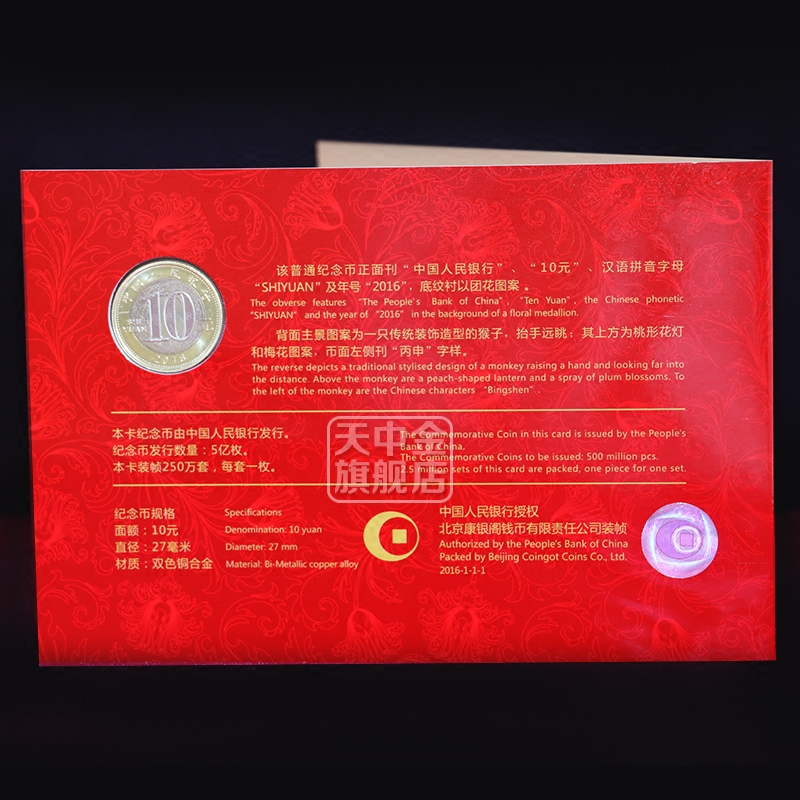 10
2016
该普通纪念币正面刊“中国人民银行”、“10元”、汉语拼音字母
“SHIYUAN”及年号“2016”，底纹衬以团花图案。
The obverse features “The People's Bank of China”, “Ten Yuan”, the Chinese phonetic
“SHIYUAN” and the year of “2016” in the background of a floral medallion.
背面主景图案为一只传统装饰造型的猴子，抬手远眺；其上方为桃形花灯
和梅花图案，币面左侧刊“丙申”字样。
The reverse depicts a traditional stylised design of a monkey raising a hand and looking far into
the distance. Above the monkey are a peach-shaped lantern and a spray of plum blossoms. To
the left of the monkey are the Chinese characters “Bingshen”.
本卡纪念币由中国人民银行发行。
纪念币发行数量：5亿枚。
本卡装帧250万套，每套一枚。
The Commemorative Coin in this card is issued by the People's
Bank of China.
The Commemorative Coins to be issued: 500 million pcs.
2.5 million sets of this card are packed, one piece for one set.
天中金
旗舰店
纪念币规格
面额：10元
直径：27毫米
材质：双色铜合金
Specifications
Denomination: 10 yuan
Diameter: 27 mm
Material: Bi-Metallic copper alloy
中国人民银行授权
北京康银阁钱币有限责任公司装帧
Authorized by the People's Bank of China
Packed by Beijing Coingot Coins Co., Ltd.
2016-1-1-1